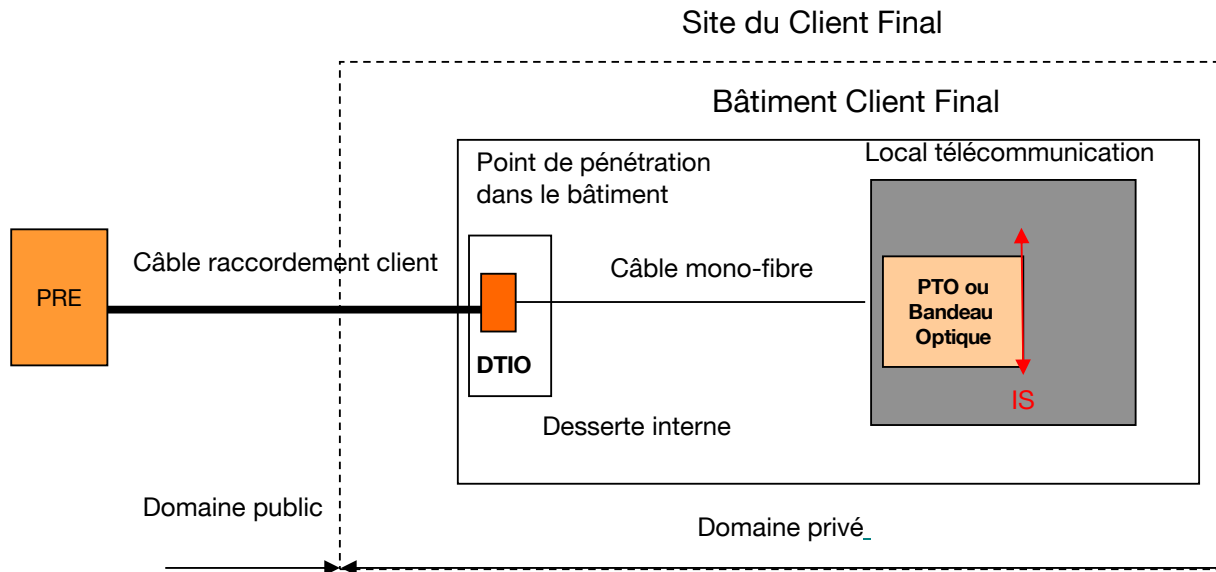 Site du Client Final
Bâtiment Client Final
Point de pénétration
dans le bâtiment
Local télécommunication
Câble raccordement client
Câble mono-fibre
PRE
PTO ou
Bandeau
Optique
DTIO
IS
Desserte interne
Domaine public
Domaine privé